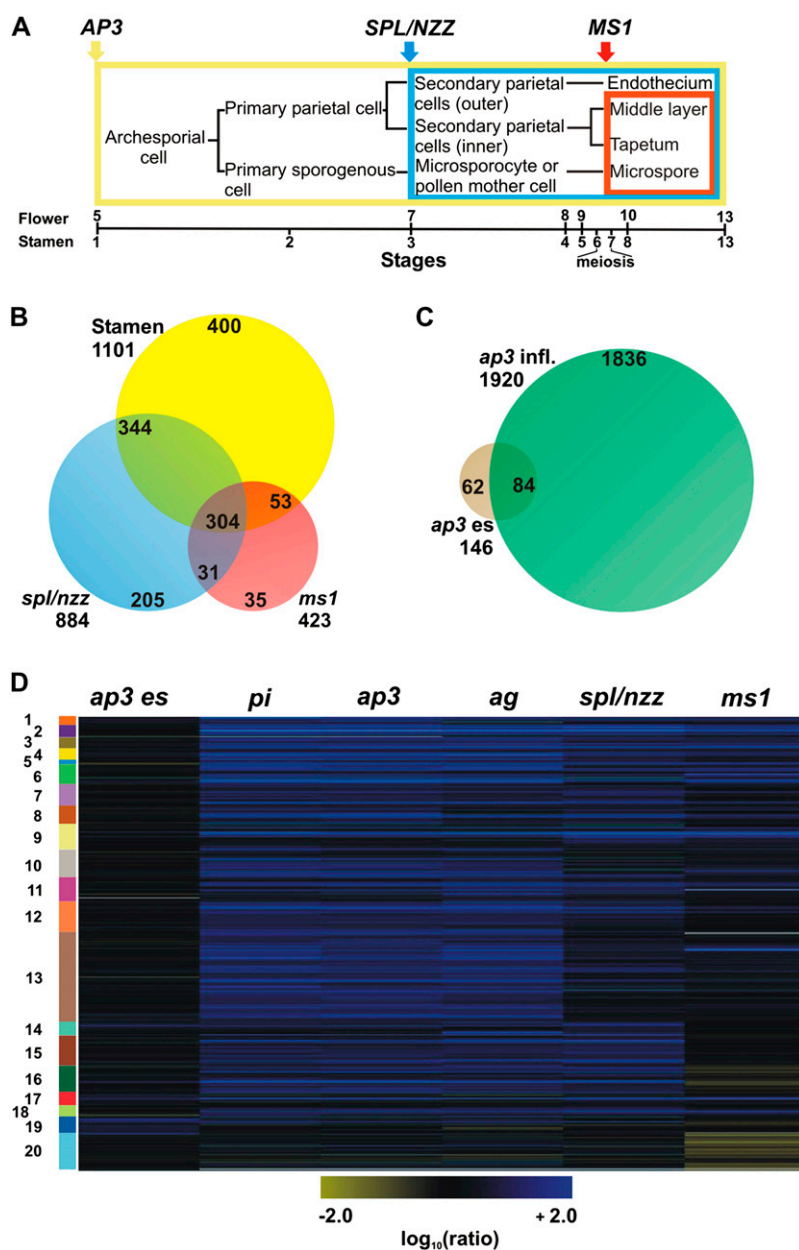 A
AP3
SPL/NZZ
MS1
Archesporial
cell
Primary parietal cell
Primary sporogenous
cell
Secondary parietal
cells (outer)
Secondary parietal
cells (inner)
Microsporocyte or
pollen mother cell
Endothecium
Middle layer
Tapetum
Microspore
Flower
5 7 8 9 10 13
Stamen
1 2 3 4 5 6 7 8 13
Stages
meiosis
B
Stamen
1101
400
344
304
53
31
205
35
spl/nzz
884
ms1
423
C
ap3 infl.
1920
1836
62
84
ap3 es
146
D
ap3 es pi ap3 ag spl/nzz ms1
1
2
3
4
5
6
7
8
9
10
11
12
13
14
15
16
17
18
19
20
-2.0 + 2.0
log10(ratio)